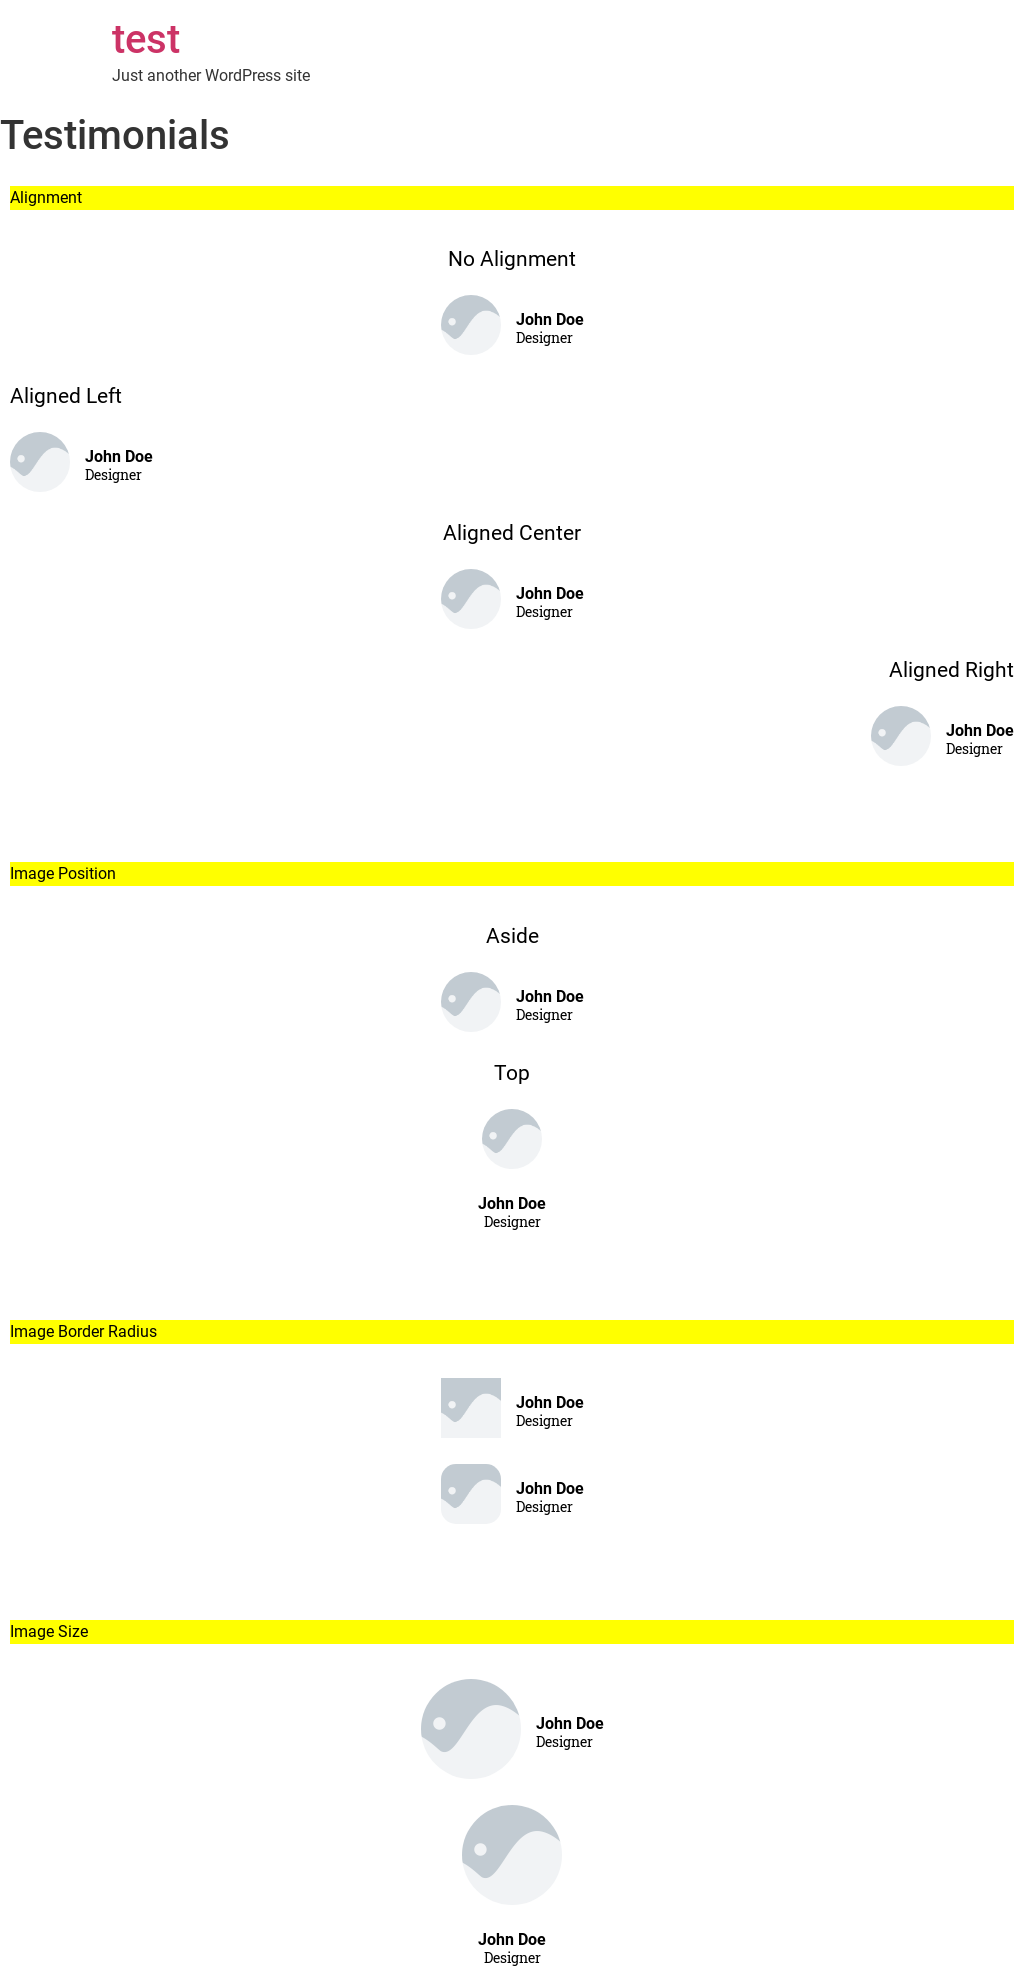 test
Just another WordPress site
Testimonials
Alignment
No Alignment
John Doe
Designer
Aligned Left
John Doe
Designer
Aligned Center
John Doe
Designer
Aligned Right
John Doe
Designer
Image Position
Aside
John Doe
Designer
Top
John Doe
Designer
Image Border Radius
John Doe
Designer
John Doe
Designer
Image Size
John Doe
Designer
John Doe
Designer